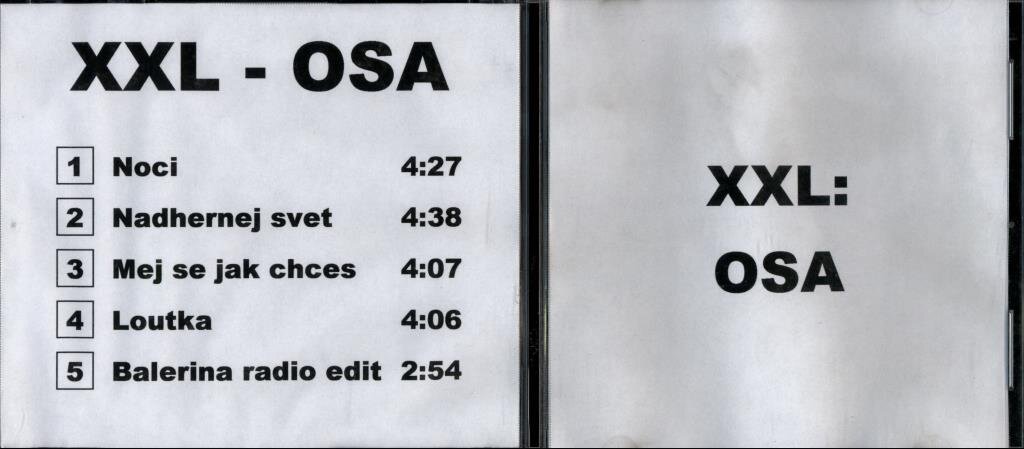 XXL - OSA
1 Noci 4:27
2 Nadhernej svet 4:38
3 Mej se jak chces 4:07
4 Loutka 4:06
5 Balerina radio edit 2:54
XXL:
OSA